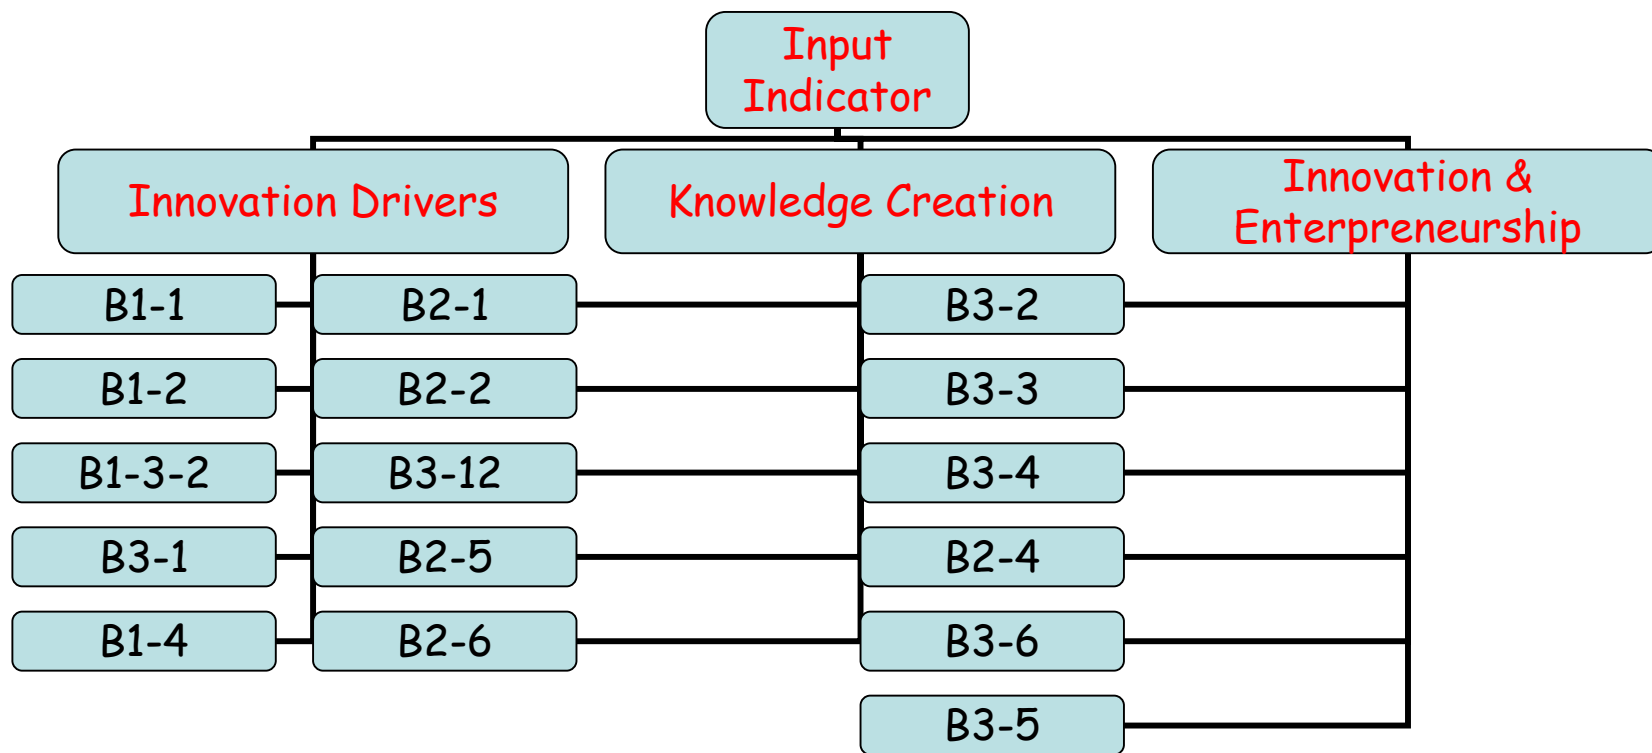 Input
Indicator
Innovation Drivers
Knowledge Creation
Innovation &
Enterpreneurship
B1-1
B2-1
B3-2
B1-2
B2-2
B3-3
B1-3-2
B3-12
B3-4
B3-1
B2-5
B2-4
B1-4
B2-6
B3-6
B3-5